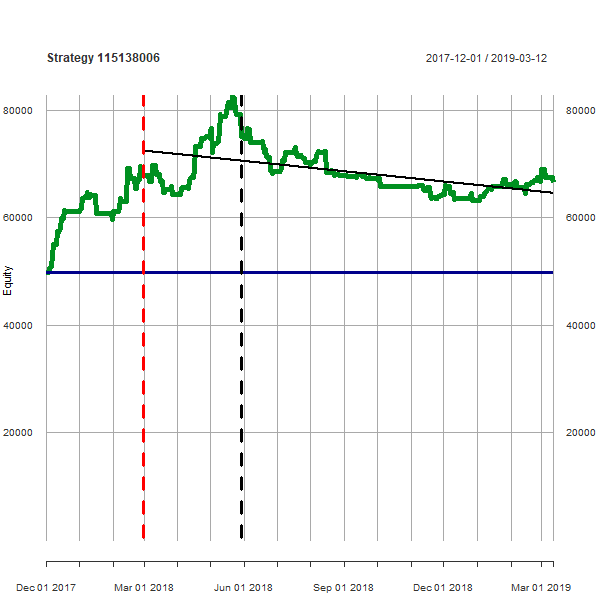 Strategy 115138006
2017-12-01 / 2019-03-12
80000 80000
60000 60000
Equity
40000 40000
20000 20000
Dec 01 2017 Mar 01 2018 Jun 01 2018 Sep 01 2018 Dec 01 2018 Mar 01 2019